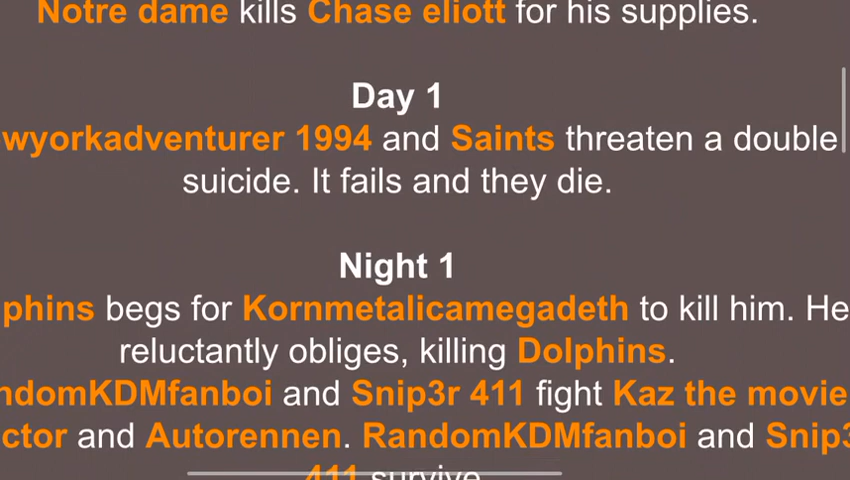 Notre dame kills Chase eliott for his supplies.
Day 1
wyorkadventurer 1994 and Saints threaten a double
suicide. It fails and they die.
Night 1
phins begs for Kornmetalicamegadeth to kill him. He
reluctantly obliges, killing Dolphins.
ndomKDMfanboi and Snip3r 411 fight Kaz the movie
ctor and Autorennen. RandomKDMfanboi and Snip3
411 survive